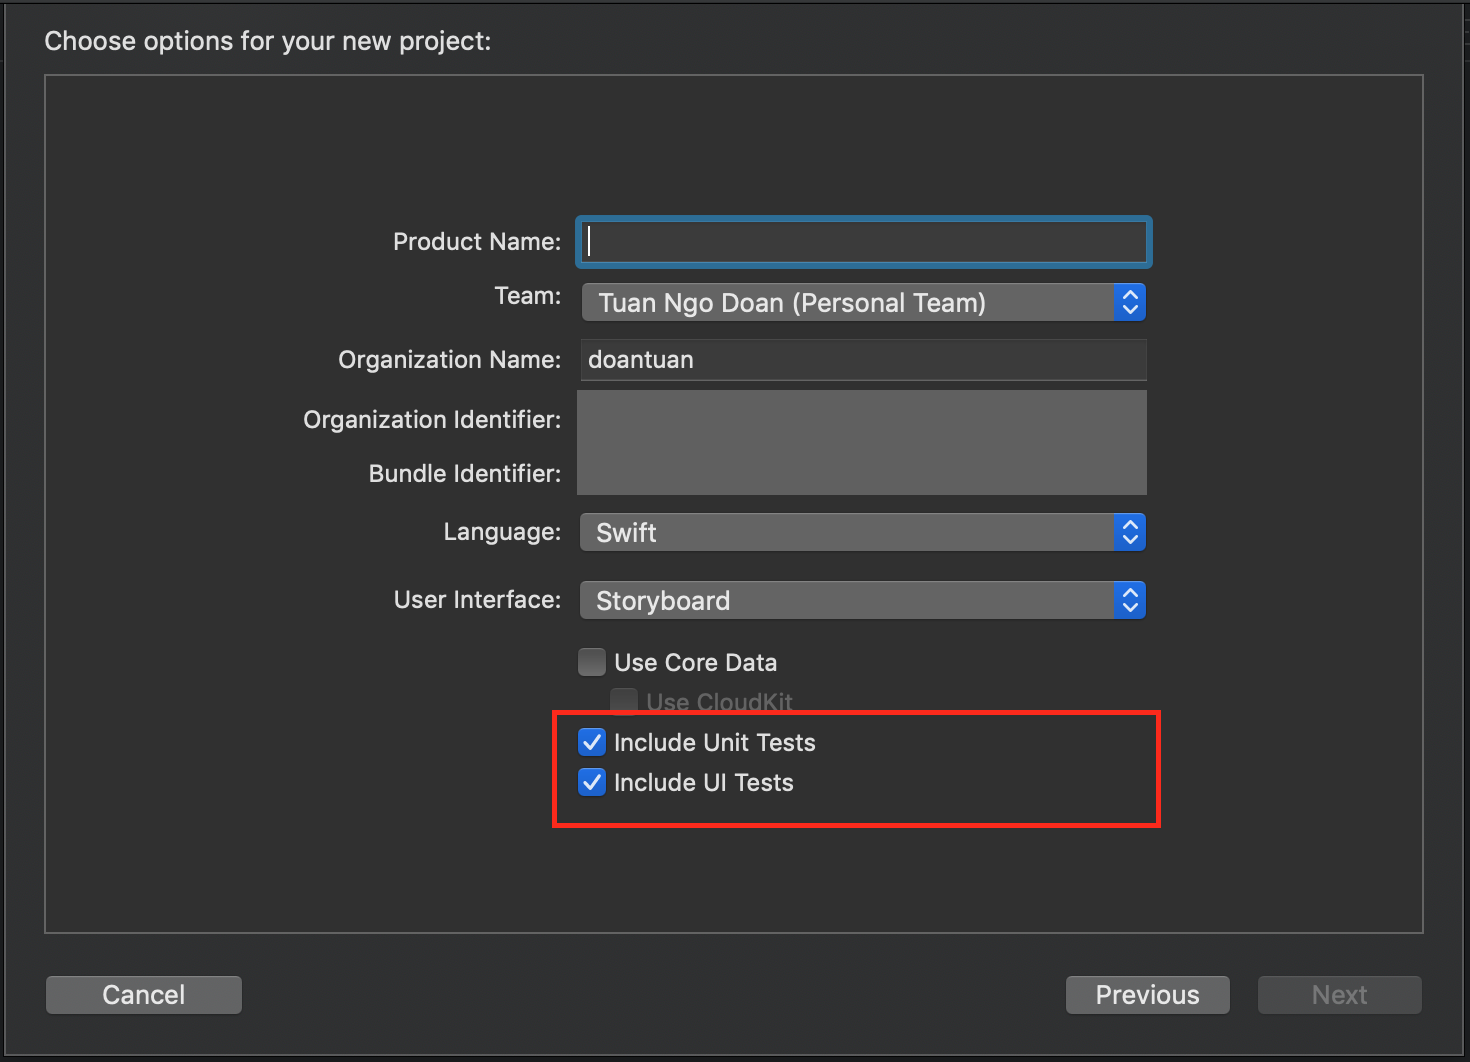 Choose options for your new project:
Product Name:
Team: Tuan Ngo Doan (Personal Team)
Organization Name: doantuan
Organization Identifier:
Bundle Identifier:
Language: Swift
User Interface: Storyboard
Use Core Data
Use CloudKit
Include Unit Tests
Include UI Tests
Cancel Previous Next